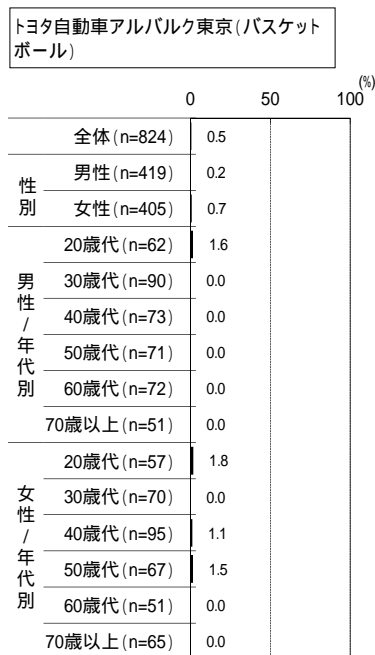 トヨタ自動車アルバルク東京(バスケット
ボール)
(%)
0 50 100
全体(n=824) 0.5
性別
男性(n=419) 0.2
女性(n=405) 0.7
男性/年代別
20歳代(n=62) 1.6
30歳代(n=90) 0.0
40歳代(n=73) 0.0
50歳代(n=71) 0.0
60歳代(n=72) 0.0
70歳以上(n=51) 0.0
女性/年代別
20歳代(n=57) 1.8
30歳代(n=70) 0.0
40歳代(n=95) 1.1
50歳代(n=67) 1.5
60歳代(n=51) 0.0
70歳以上(n=65) 0.0